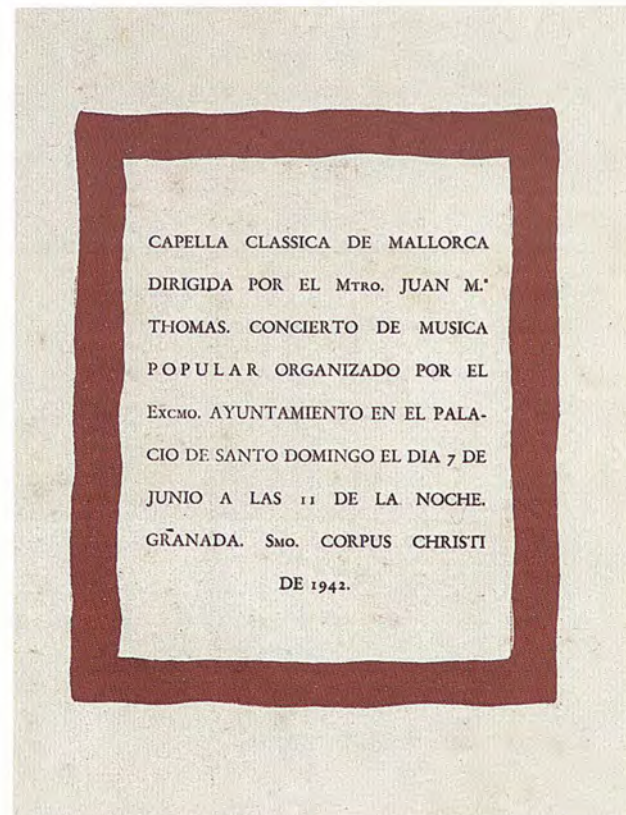 CAPELLA CLASSICA DE MALLORCA
DIRIGIDA POR EL MTRO. JUAN M.ª
THOMAS. CONCIERTO DE MUSICA
POPULAR ORGANIZADO POR EL
EXCMO. AYUNTAMIENTO EN EL PALA-
CIO DE SANTO DOMINGO EL DIA 7 DE
JUNIO A LAS 11 DE LA NOCHE.
GRANADA. SMO. CORPUS CHRISTI
DE 1942.